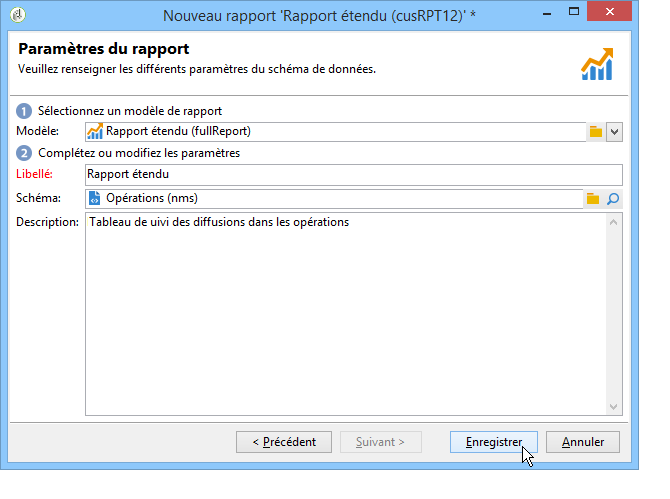 Nouveau rapport 'Rapport étendu (cusRPT12)' *
Paramètres du rapport
Veuillez renseigner les différents paramètres du schéma de données.
1 Sélectionnez un modèle de rapport
Modèle: Rapport étendu (fullReport)
2 Complétez ou modifiez les paramètres
Libellé: Rapport étendu
Schéma: Opérations (nms)
Description: Tableau de uivi des diffusions dans les opérations
< Précédent Suivant > Enregistrer Annuler